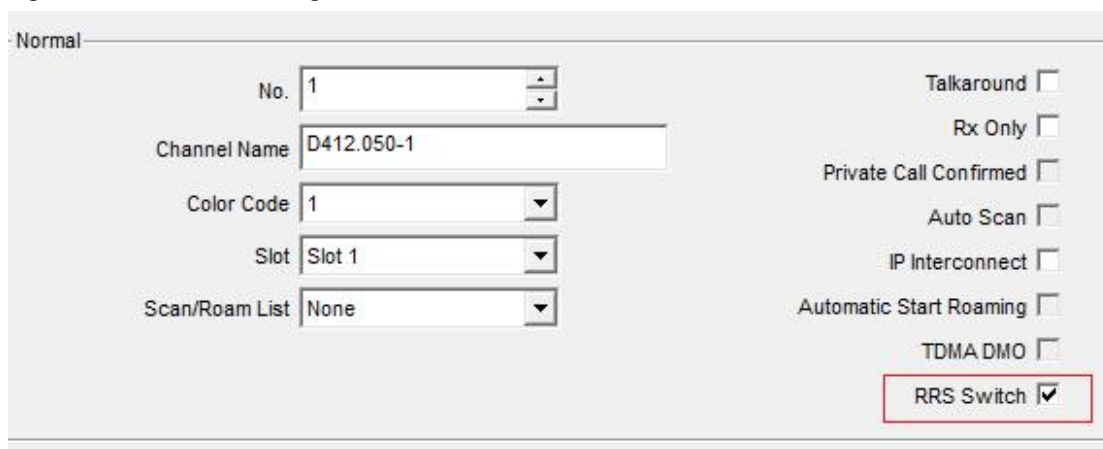 Normal
No. 1
Channel Name D412.050-1
Color Code 1
Slot Slot 1
Scan/Roam List None
Talkaround
Rx Only
Private Call Confirmed
Auto Scan
IP Interconnect
Automatic Start Roaming
TDMA DMO
RRS Switch